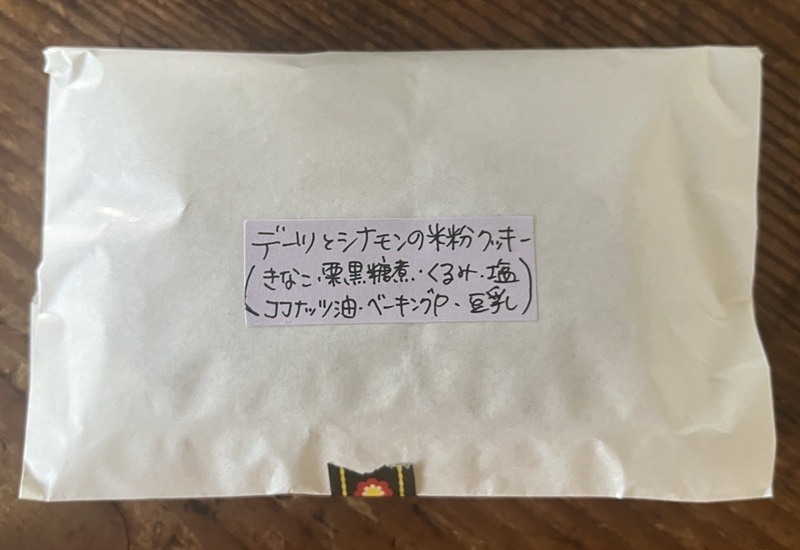 デーツとシナモンの米粉クッキー
(きなこ・栗黒糖煮・くるみ・塩
ココナッツ油・ベーキングP・豆乳)